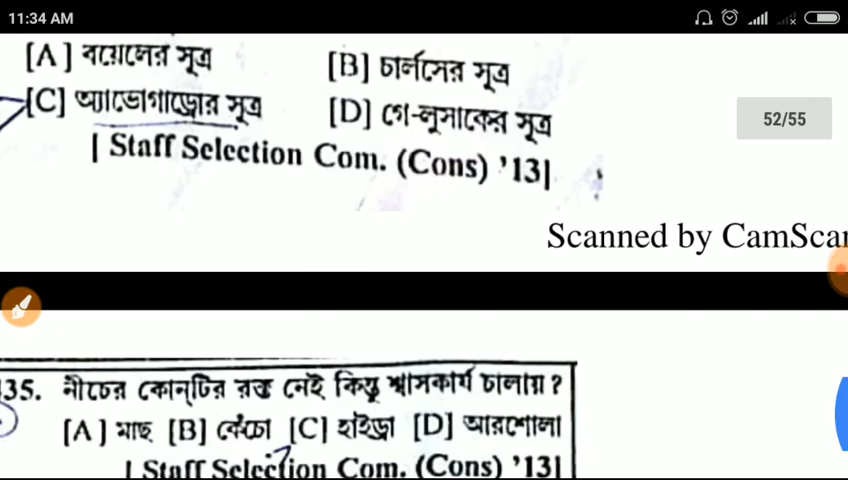 11:34 AM
[A] বয়েলের সূত্র [B] চার্লসের সূত্র
[C] অ্যাভোগাড্রোর সূত্র [D] গে-লুসাকের সূত্র
| Staff Selection Com. (Cons) ’13|
52/55
Scanned by CamScan
35. নীচের কোন্‌টির রক্ত নেই কিন্তু শ্বাসকার্য চালায় ?
[A] মাছ [B] কেঁচো [C] হাইড্রা [D] আরশোলা
| Staff Selection Com. (Cons) ’13|